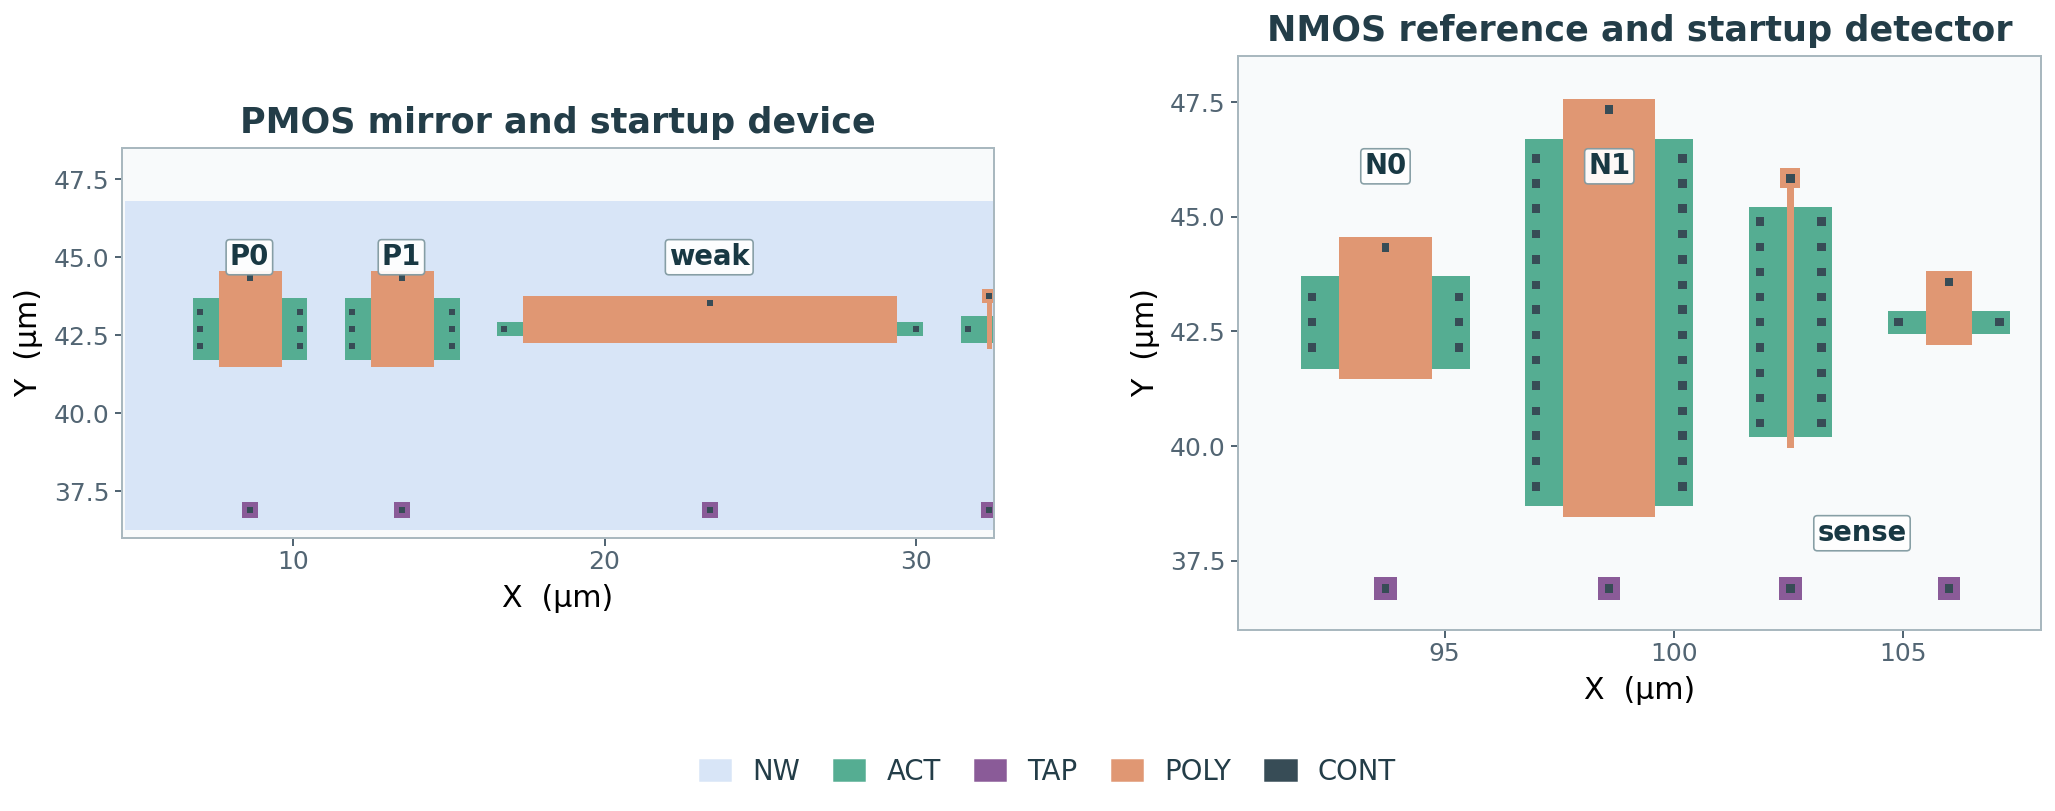 PMOS mirror and startup device
47.5
45.0
42.5
40.0
37.5
Y (μm)
P0
P1
weak
10
20
30
X (μm)
NMOS reference and startup detector
47.5
45.0
42.5
40.0
37.5
Y (μm)
N0
N1
sense
95
100
105
X (μm)
NW
ACT
TAP
POLY
CONT